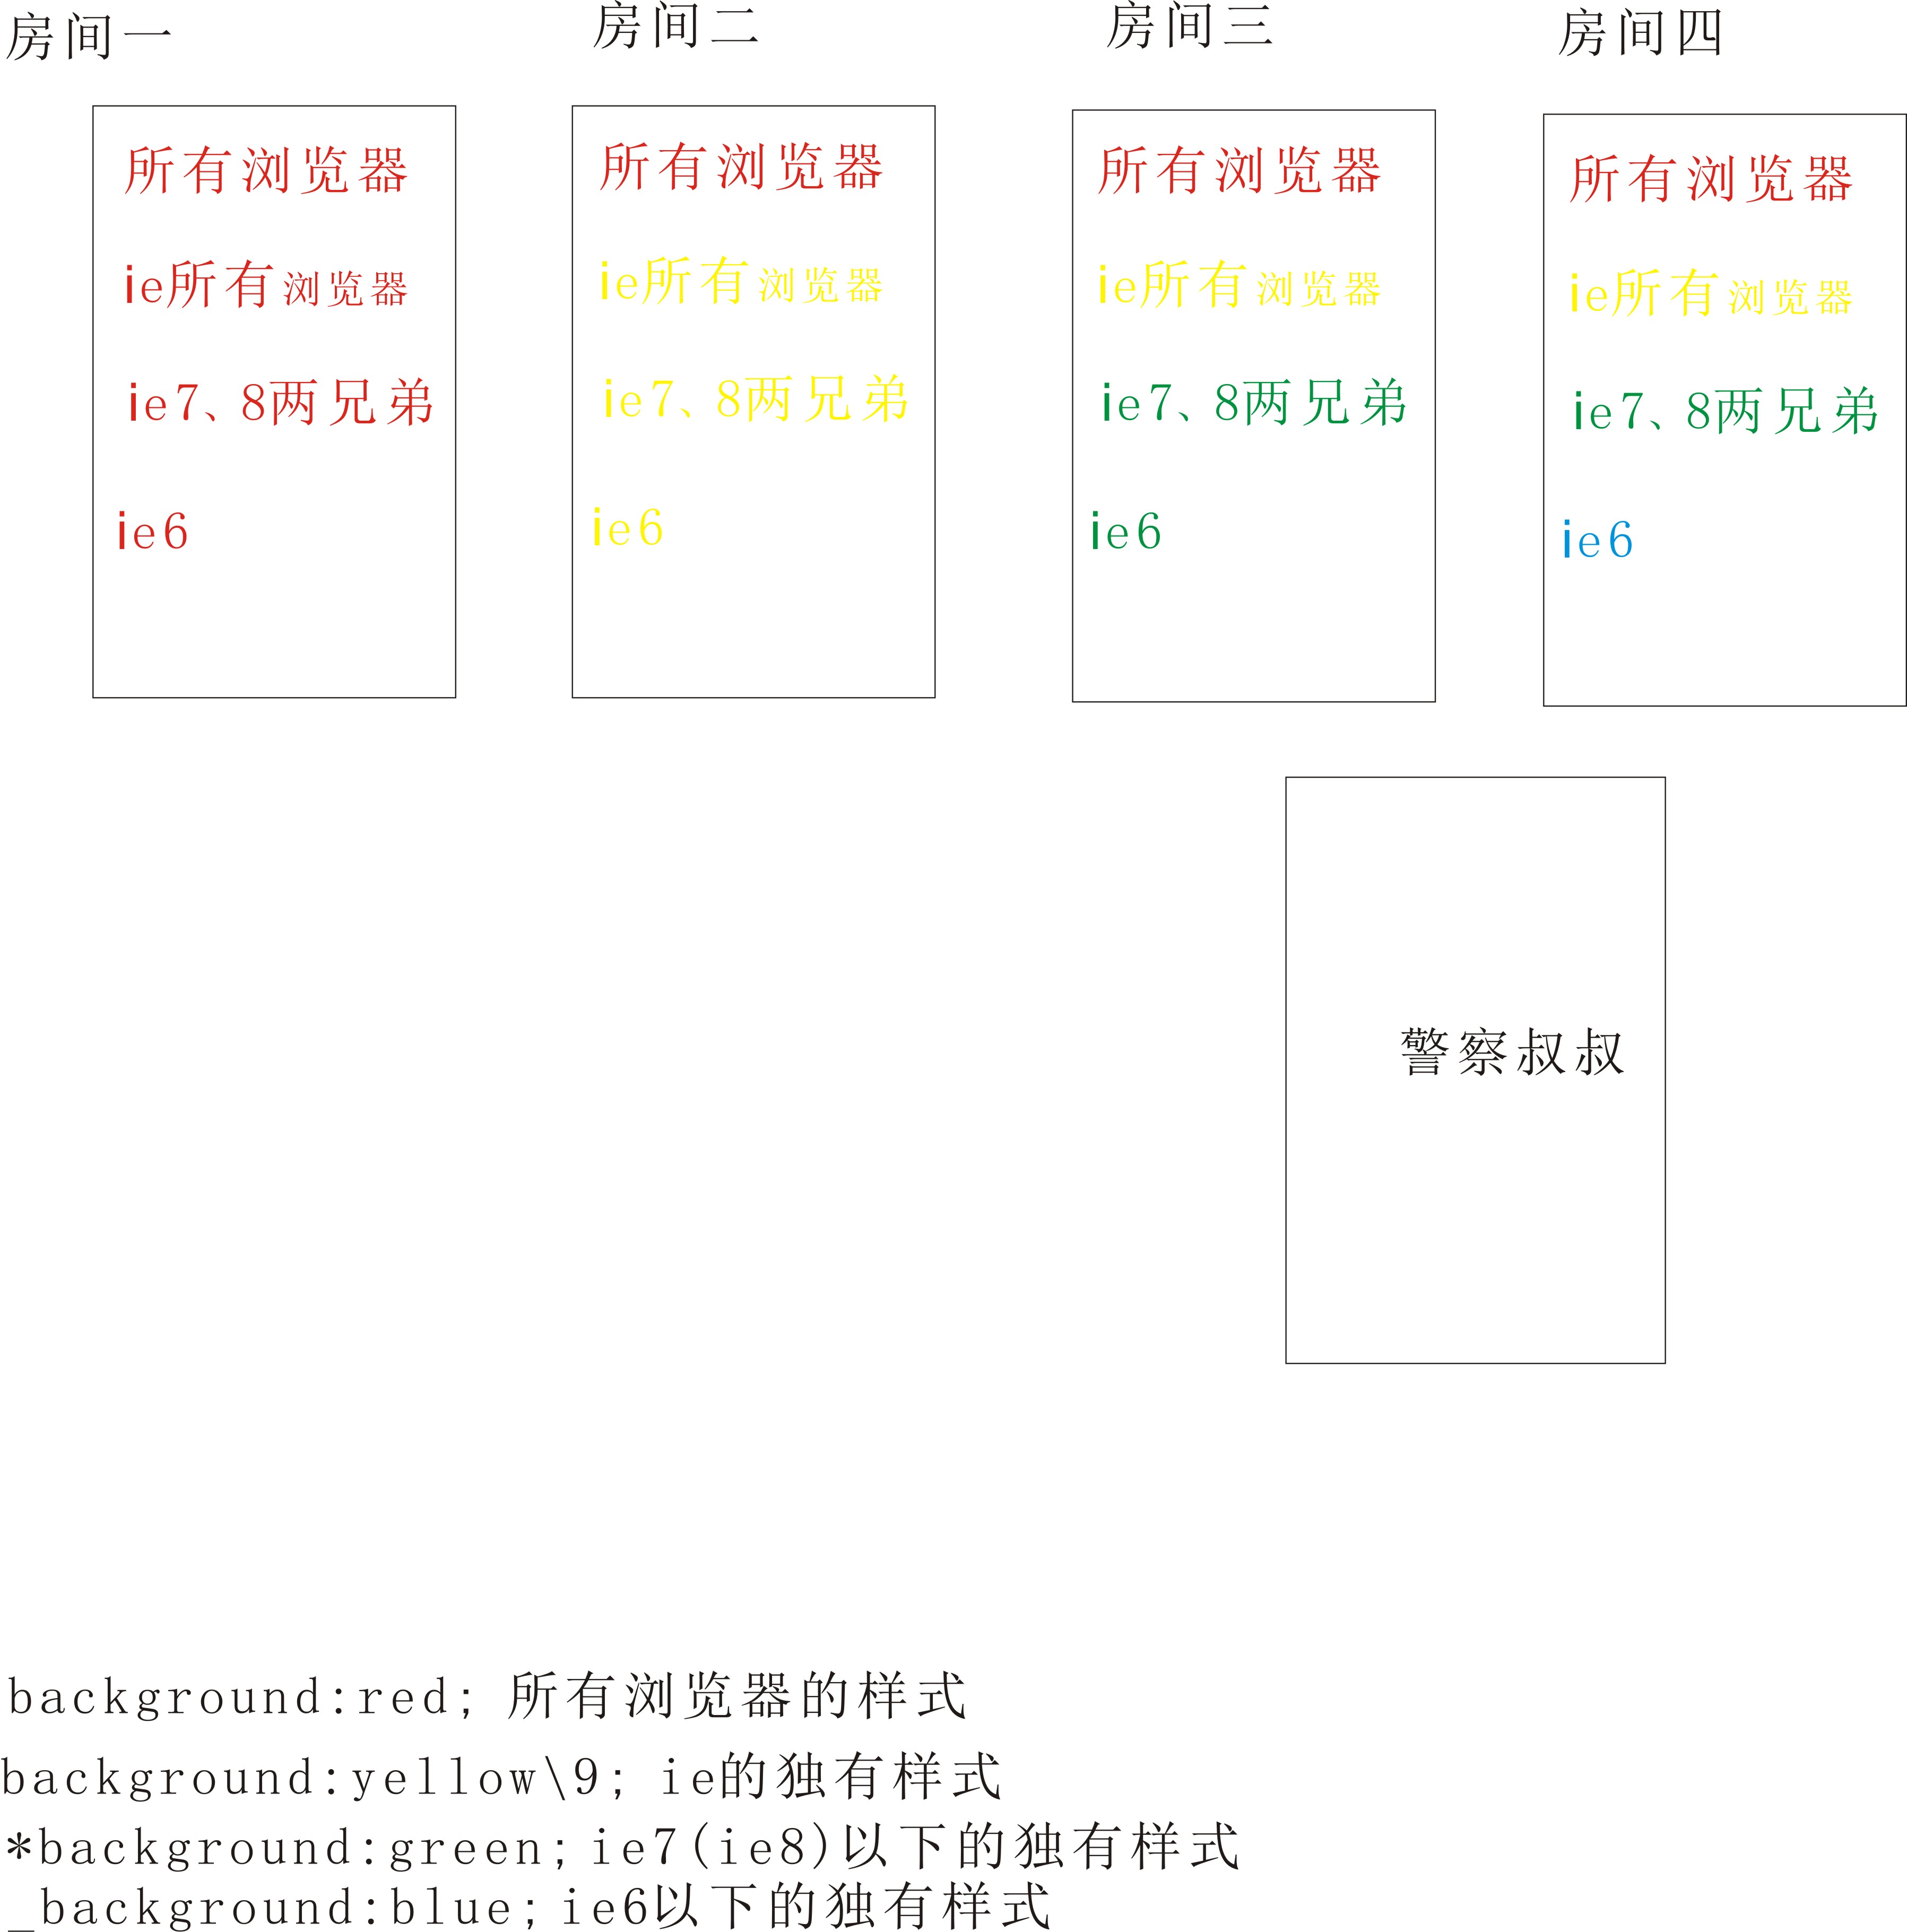 房间一
房间二
房间三
房间四
所有浏览器
ie所有浏览器
ie7、8两兄弟
ie6
所有浏览器
ie所有浏览器
ie7、8两兄弟
ie6
所有浏览器
ie所有浏览器
ie7、8两兄弟
ie6
所有浏览器
ie所有浏览器
ie7、8两兄弟
ie6
警察叔叔
background:red; 所有浏览器的样式
background:yellow\9; ie的独有样式
*background:green;ie7(ie8)以下的独有样式
_background:blue;ie6以下的独有样式